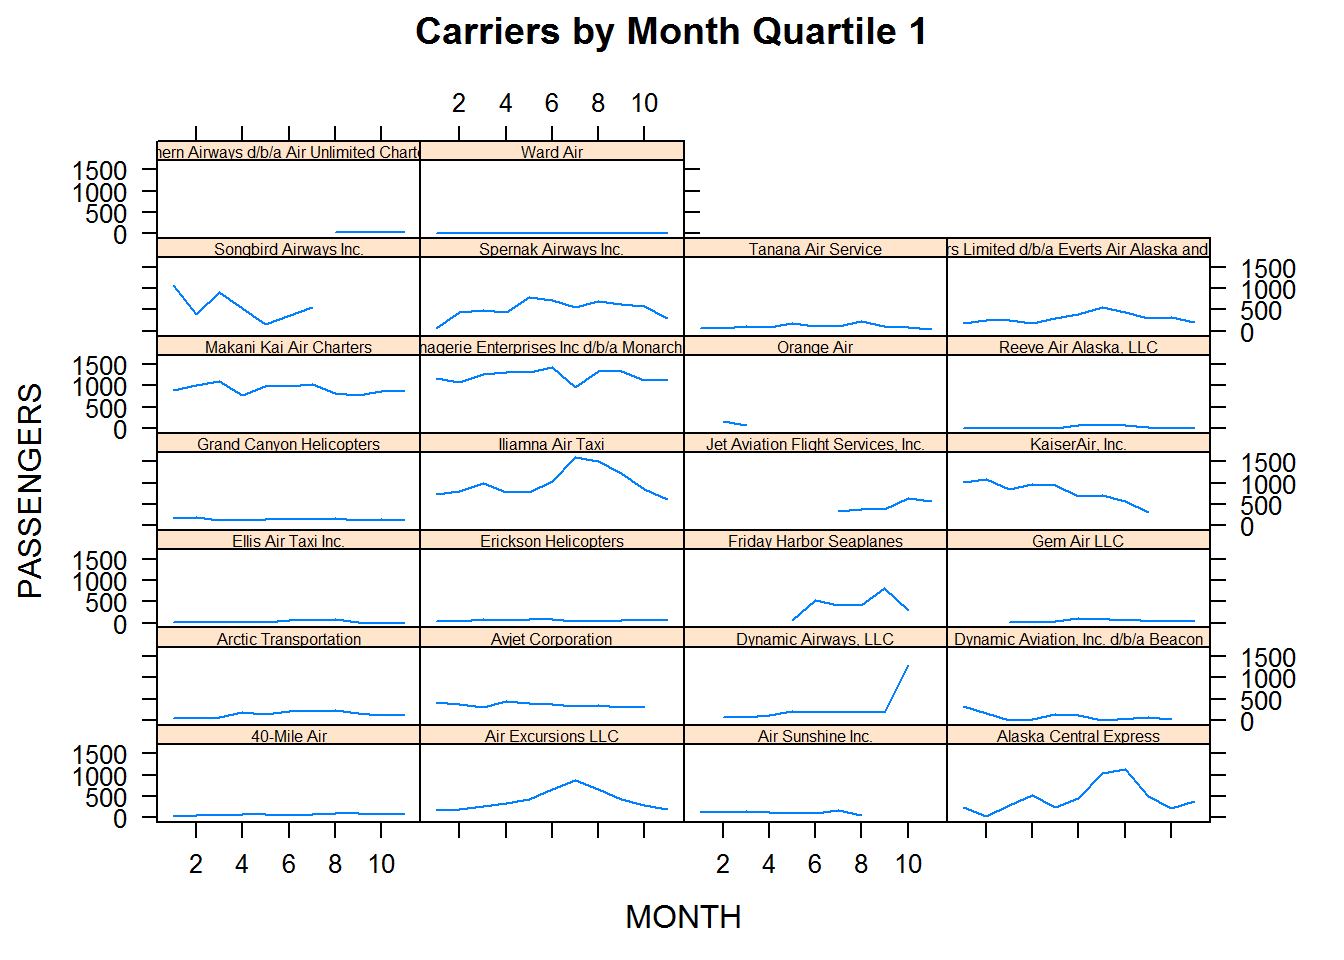 Carriers by Month Quartile 1
2 4 6 8 10
hern Airways d/b/a Air Unlimited Charte Ward Air
1500
1000
500
0
Songbird Airways Inc. Spernak Airways Inc. Tanana Air Service rs Limited d/b/a Everts Air Alaska and
1500
1000
500
0
Makani Kai Air Charters nagerie Enterprises Inc d/b/a Monarch Orange Air Reeve Air Alaska, LLC
1500
1000
500
0
Grand Canyon Helicopters Iliamna Air Taxi Jet Aviation Flight Services, Inc. KaiserAir, Inc.
1500
1000
500
0
Ellis Air Taxi Inc. Erickson Helicopters Friday Harbor Seaplanes Gem Air LLC
1500
1000
500
0
Arctic Transportation Avjet Corporation Dynamic Airways, LLC Dynamic Aviation, Inc. d/b/a Beacon
1500
1000
500
0
40-Mile Air Air Excursions LLC Air Sunshine Inc. Alaska Central Express
1500
1000
500
0
2 4 6 8 10 2 4 6 8 10
MONTH
PASSENGERS